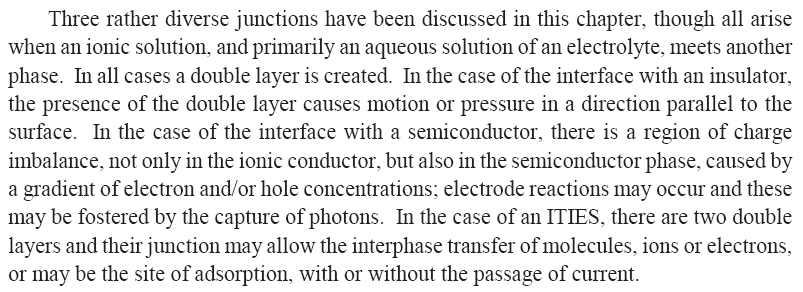 Three rather diverse junctions have been discussed in this chapter, though all arise
when an ionic solution, and primarily an aqueous solution of an electrolyte, meets another
phase. In all cases a double layer is created. In the case of the interface with an insulator,
the presence of the double layer causes motion or pressure in a direction parallel to the
surface. In the case of the interface with a semiconductor, there is a region of charge
imbalance, not only in the ionic conductor, but also in the semiconductor phase, caused by
a gradient of electron and/or hole concentrations; electrode reactions may occur and these
may be fostered by the capture of photons. In the case of an ITIES, there are two double
layers and their junction may allow the interphase transfer of molecules, ions or electrons,
or may be the site of adsorption, with or without the passage of current.